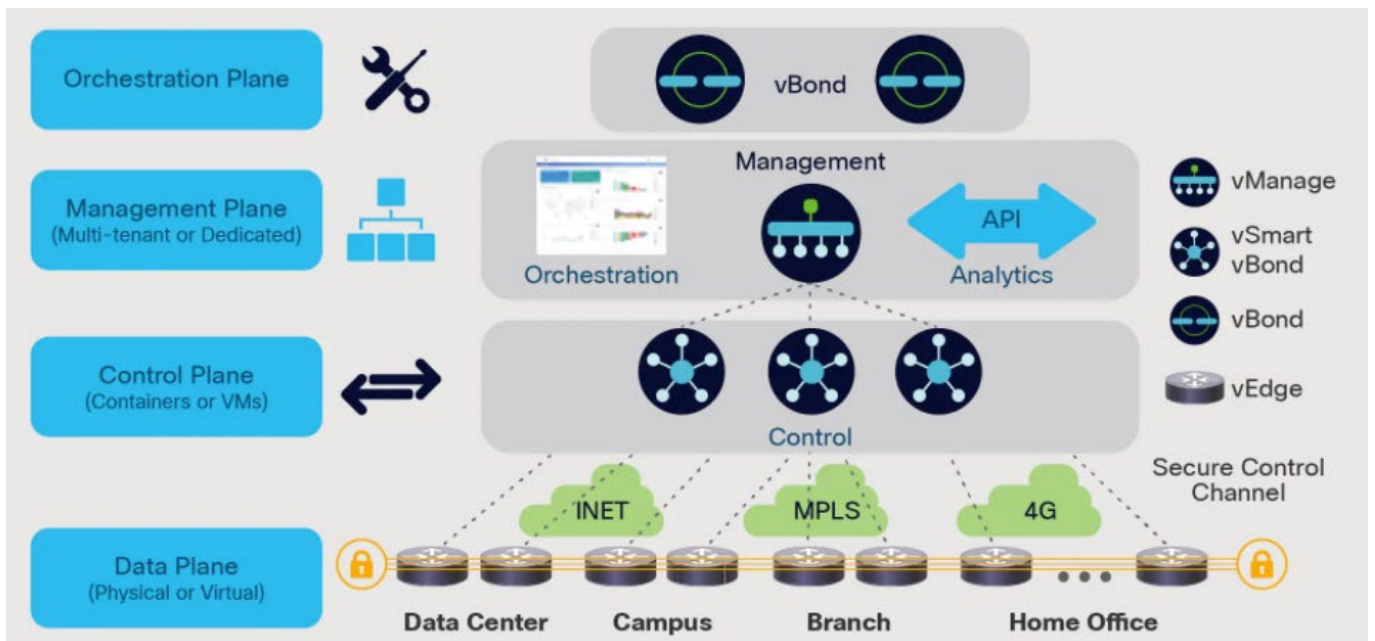 Orchestration Plane
vBond
Management Plane
(Multi-tenant or Dedicated)
Management
Orchestration
API
Analytics
vManage
vSmart
vBond
vBond
vEdge
Control Plane
(Containers or VMs)
Control
Secure Control
Channel
INET
MPLS
4G
Data Plane
(Physical or Virtual)
Data Center
Campus
Branch
Home Office